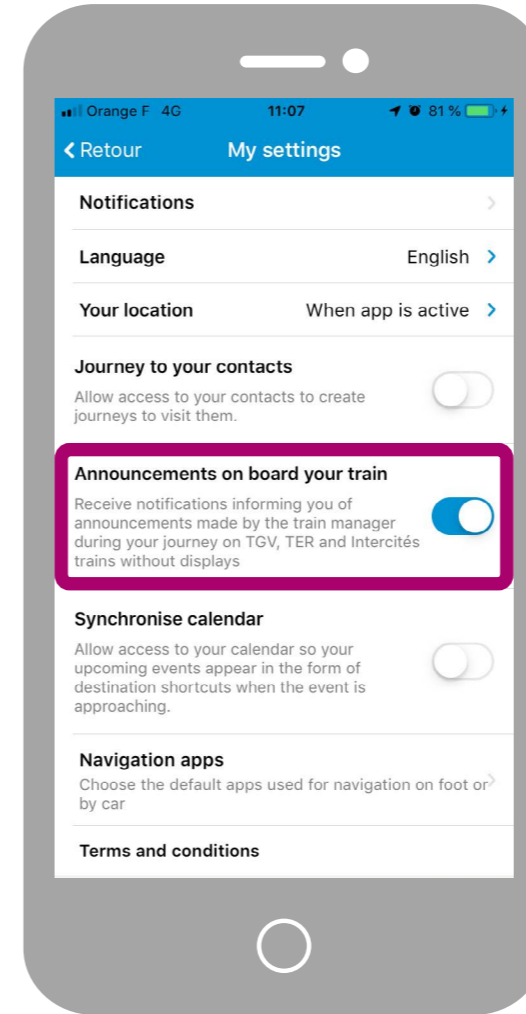 Orange F 4G 11:07 81 %
Retour My settings
Notifications
Language English
Your location When app is active
Journey to your contacts
Allow access to your contacts to create
journeys to visit them.
Announcements on board your train
Receive notifications informing you of
announcements made by the train manager
during your journey on TGV, TER and Intercités
trains without displays
Synchronise calendar
Allow access to your calendar so your
upcoming events appear in the form of
destination shortcuts when the event is
approaching.
Navigation apps
Choose the default apps used for navigation on foot or
by car
Terms and conditions